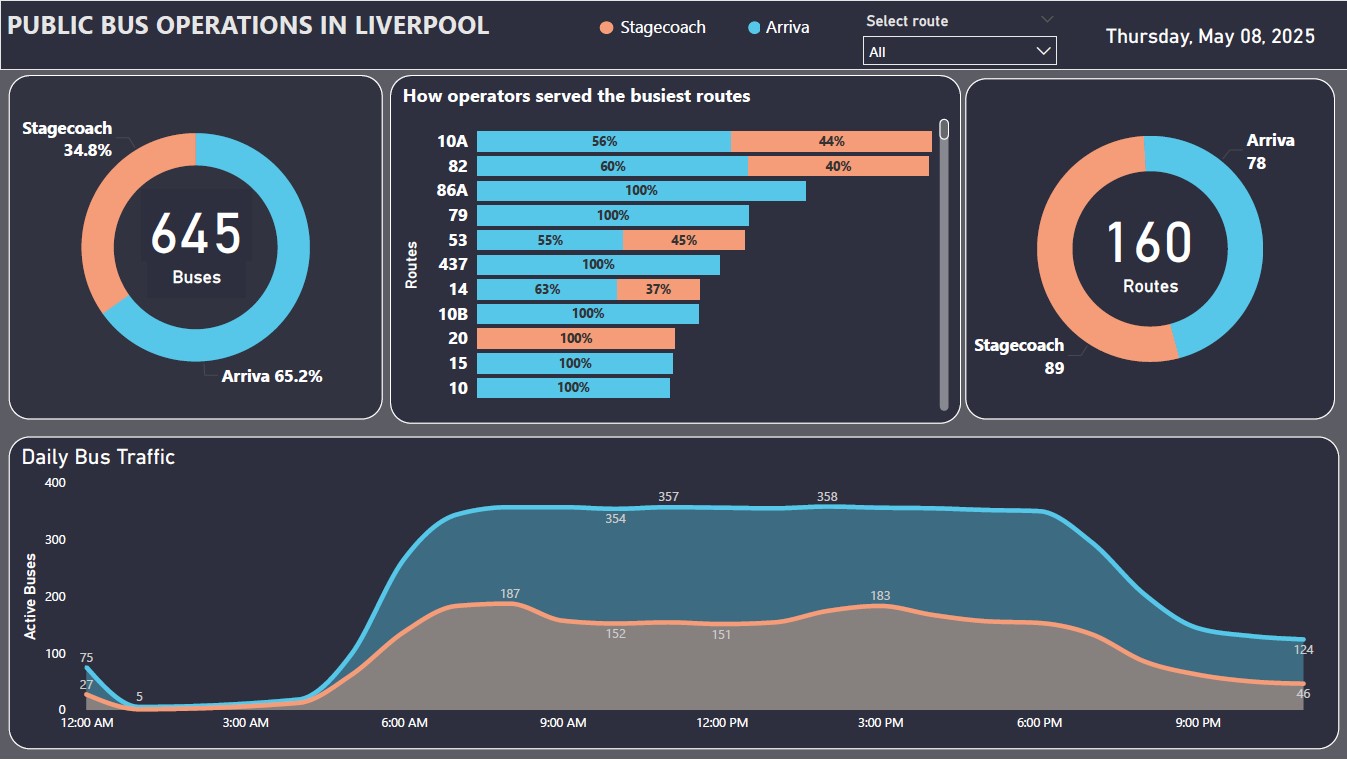 PUBLIC BUS OPERATIONS IN LIVERPOOL
Stagecoach
Arriva
Select route
All
Thursday, May 08, 2025
Stagecoach
34.8%
645
Buses
Arriva 65.2%
How operators served the busiest routes
Routes
10A 56% 44%
82 60% 40%
86A 100%
79 100%
53 55% 45%
437 100%
14 63% 37%
10B 100%
20 100%
15 100%
10 100%
Arriva
78
160
Routes
Stagecoach
89
Daily Bus Traffic
Active Buses
400
300
200
100
0
75
27
5
187
354
152
357
151
358
183
124
46
12:00 AM 3:00 AM 6:00 AM 9:00 AM 12:00 PM 3:00 PM 6:00 PM 9:00 PM